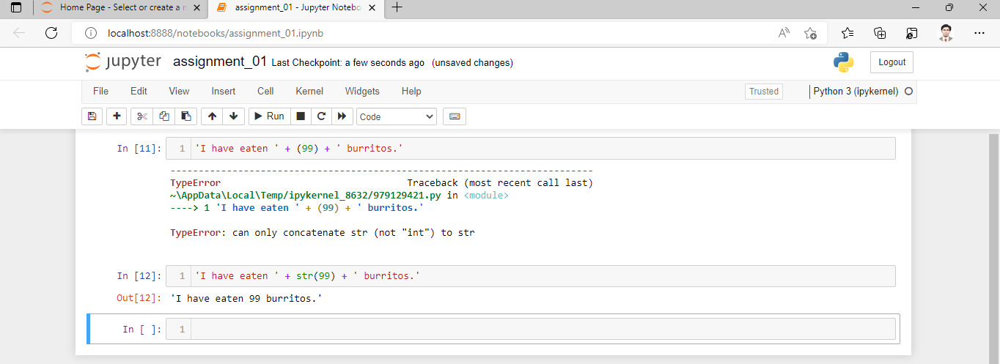 Home Page - Select or create a n
assignment_01 - Jupyter Notebo
localhost:8888/notebooks/assignment_01.ipynb
jupyter assignment_01 Last Checkpoint: a few seconds ago (unsaved changes)
Logout
File Edit View Insert Cell Kernel Widgets Help
Trusted
Python 3 (ipykernel)
Run
Code
In [11]: 1 'I have eaten ' + (99) + ' burritos.'
---------------------------------------------------------------------------
TypeError                                 Traceback (most recent call last)
~\AppData\Local\Temp/ipykernel_8632/979129421.py in <module>
----> 1 'I have eaten ' + (99) + ' burritos.'
TypeError: can only concatenate str (not "int") to str
In [12]: 1 'I have eaten ' + str(99) + ' burritos.'
Out[12]: 'I have eaten 99 burritos.'
In [ ]: 1